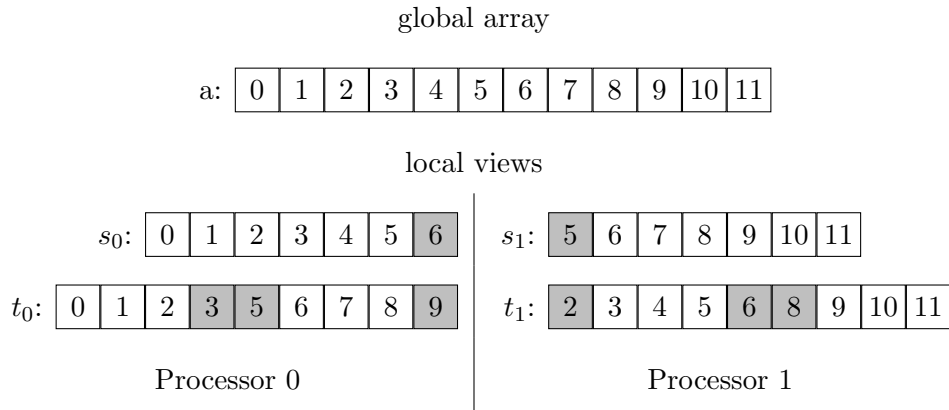 global array
a: 0 1 2 3 4 5 6 7 8 9 10 11
local views
s₀: 0 1 2 3 4 5 6
s₁: 5 6 7 8 9 10 11
t₀: 0 1 2 3 5 6 7 8 9
t₁: 2 3 4 5 6 8 9 10 11
Processor 0
Processor 1